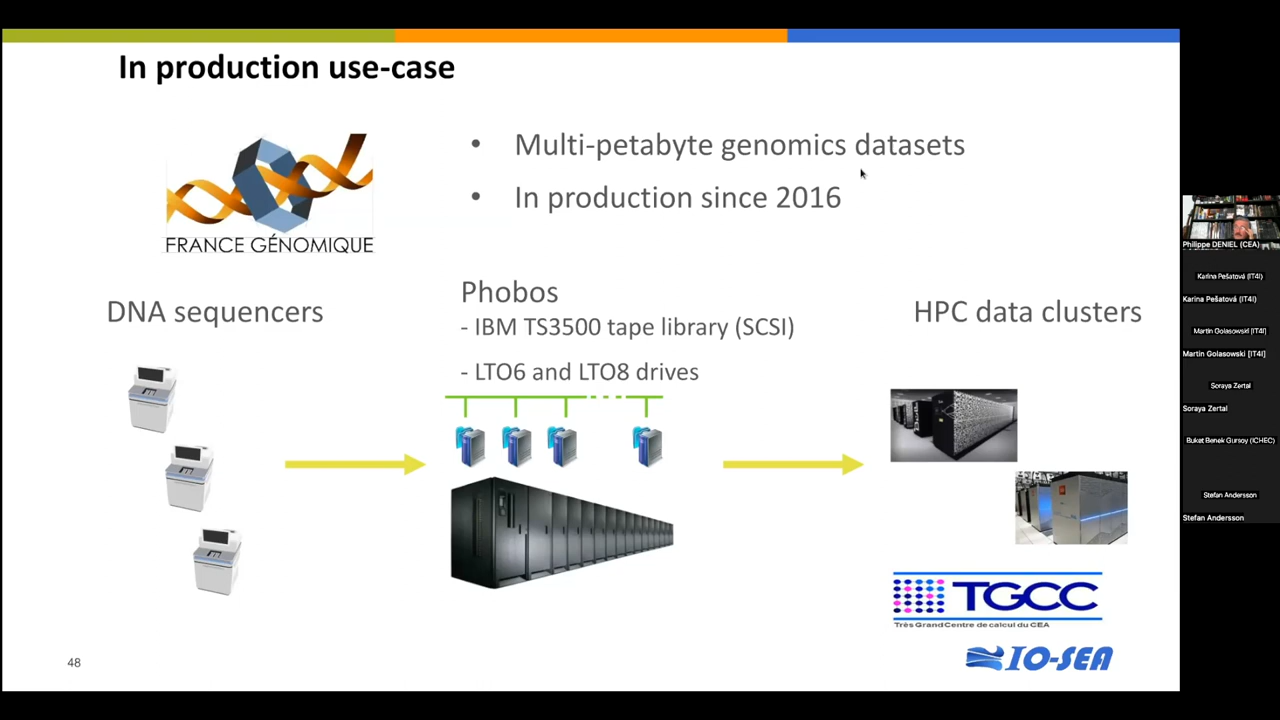 In production use-case
FRANCE GÉNOMIQUE
• Multi-petabyte genomics datasets
• In production since 2016
DNA sequencers
Phobos
- IBM TS3500 tape library (SCSI)
- LTO6 and LTO8 drives
HPC data clusters
TGCC
Très Grand Centre de calcul du CEA
IO-SEA
48
Philippe DENIEL (CEA)
Karina Pešatová (IT4I)
Karina Pešatová (IT4I)
Martin Golasowski [IT4I]
Martin Golasowski [IT4I]
Soraya Zertal
Soraya Zertal
Buket Benek Gursoy (ICHEC)
Stefan Andersson
Stefan Andersson